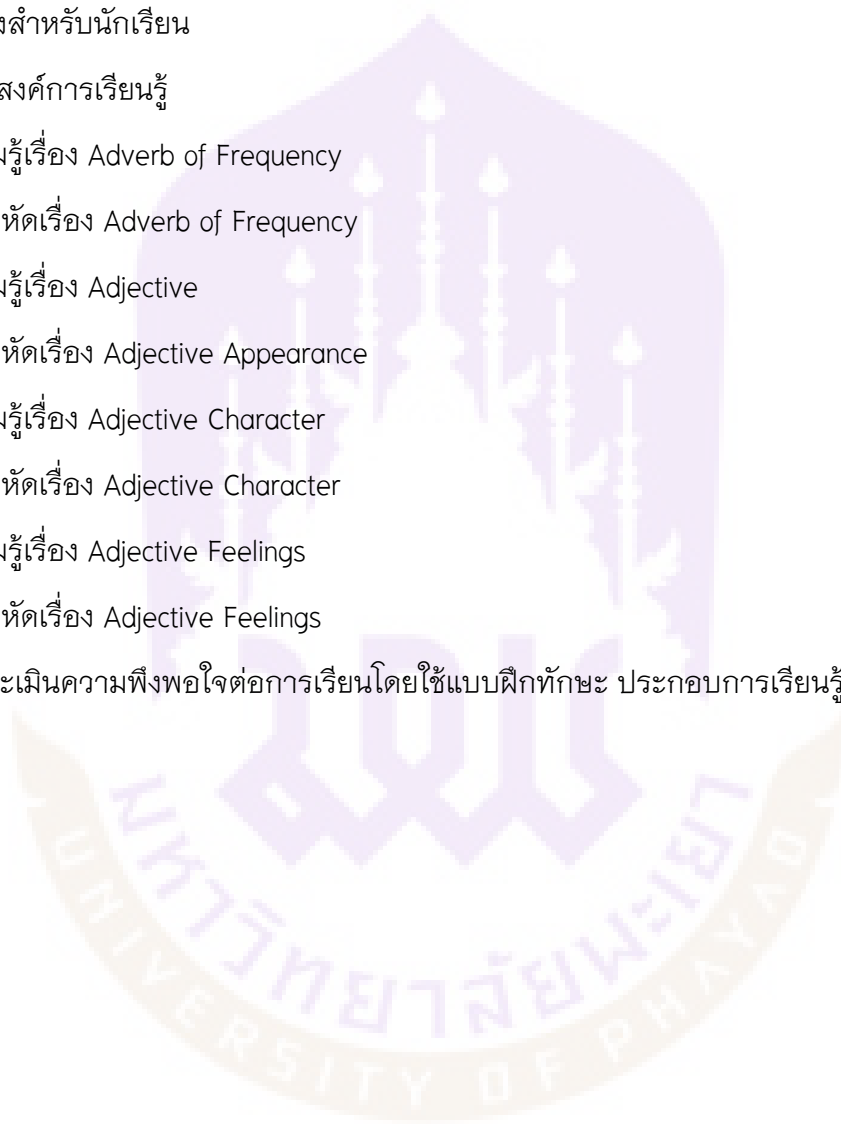 งสำหรับนักเรียน
สงค์การเรียนรู้
มรู้เรื่อง Adverb of Frequency
หัดเรื่อง Adverb of Frequency
มรู้เรื่อง Adjective
หัดเรื่อง Adjective Appearance
มรู้เรื่อง Adjective Character
หัดเรื่อง Adjective Character
มรู้เรื่อง Adjective Feelings
หัดเรื่อง Adjective Feelings
ะเมินความพึงพอใจต่อการเรียนโดยใช้แบบฝึกทักษะ ประกอบการเรียนรู้
มหาวิทยาลัยพะเยา
UNIVERSITY OF PHAYAO